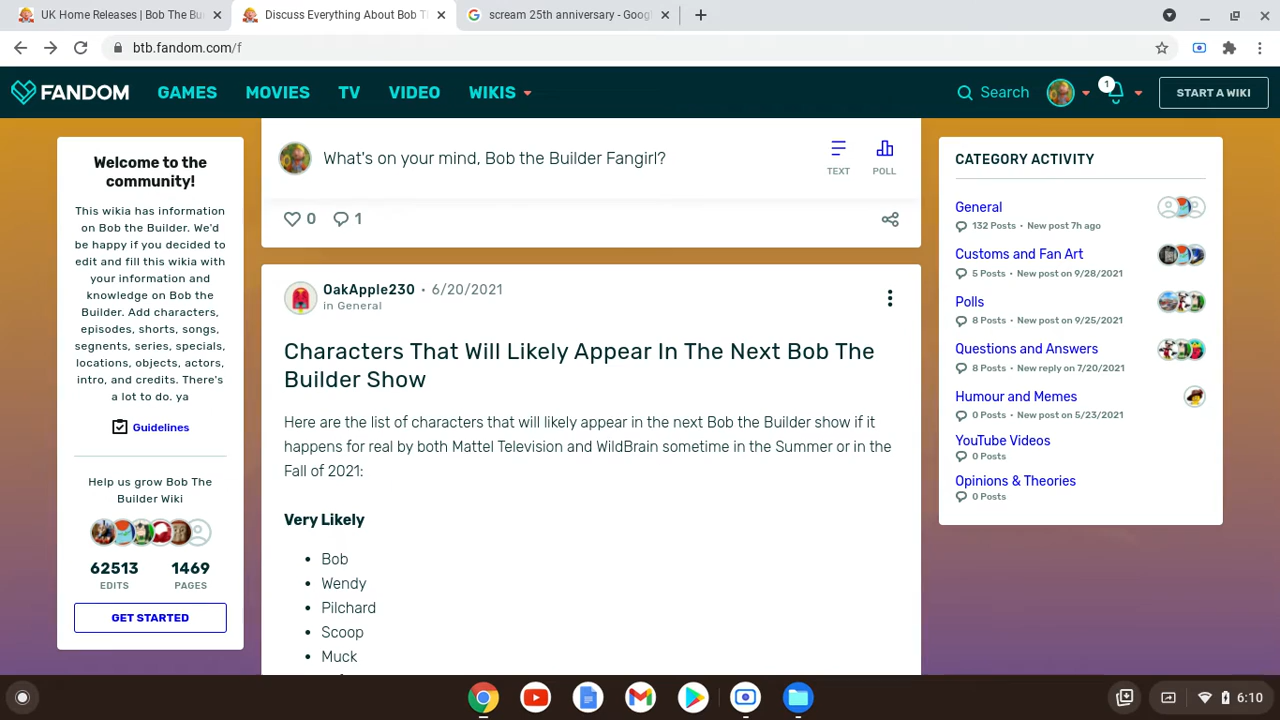 UK Home Releases | Bob The Bu
Discuss Everything About Bob T
scream 25th anniversary - Goog
btb.fandom.com/f
FANDOM
GAMES
MOVIES
TV
VIDEO
WIKIS
Search
1
START A WIKI
Welcome to the
community!
This wikia has information
on Bob the Builder. We'd
be happy if you decided to
edit and fill this wikia with
your information and
knowledge on Bob the
Builder. Add characters,
episodes, shorts, songs,
segnents, series, specials,
locations, objects, actors,
intro, and credits. There's
a lot to do. ya
Guidelines
Help us grow Bob The
Builder Wiki
62513
EDITS
1469
PAGES
GET STARTED
What's on your mind, Bob the Builder Fangirl?
TEXT
POLL
0
1
OakApple230 • 6/20/2021
in General
Characters That Will Likely Appear In The Next Bob The
Builder Show
Here are the list of characters that will likely appear in the next Bob the Builder show if it
happens for real by both Mattel Television and WildBrain sometime in the Summer or in the
Fall of 2021:
Very Likely
• Bob
• Wendy
• Pilchard
• Scoop
• Muck
CATEGORY ACTIVITY
General
132 Posts • New post 7h ago
Customs and Fan Art
5 Posts • New post on 9/28/2021
Polls
8 Posts • New post on 9/25/2021
Questions and Answers
8 Posts • New reply on 7/20/2021
Humour and Memes
0 Posts • New post on 5/23/2021
YouTube Videos
0 Posts
Opinions & Theories
0 Posts
6:10